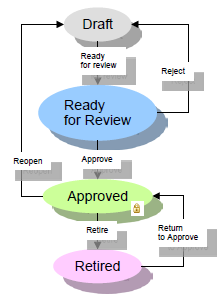 Draft
Ready
for review
Reject
Ready
for Review
Reopen
Approve
Approved
Retire
Return
to Approve
Retired